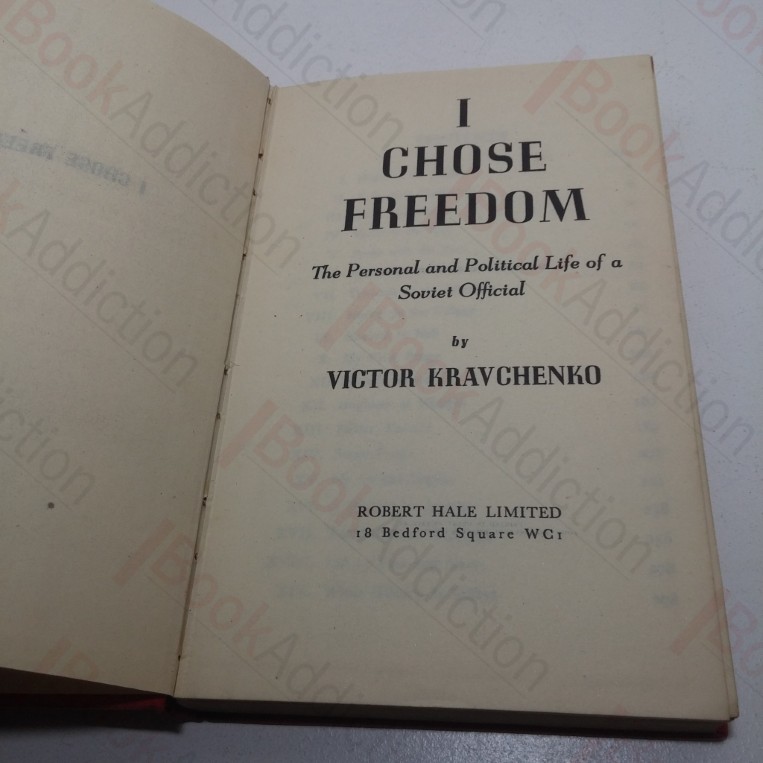 I
CHOSE
FREEDOM
The Personal and Political Life of a
Soviet Official
by
VICTOR KRAVCHENKO
ROBERT HALE LIMITED
18 Bedford Square WC1
BookAddiction